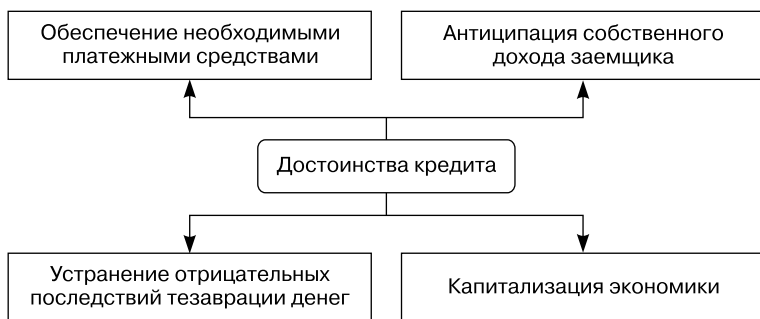 Обеспечение необходимыми
платежными средствами
Антиципация собственного
дохода заемщика
Достоинства кредита
Устранение отрицательных
последствий тезаврации денег
Капитализация экономики